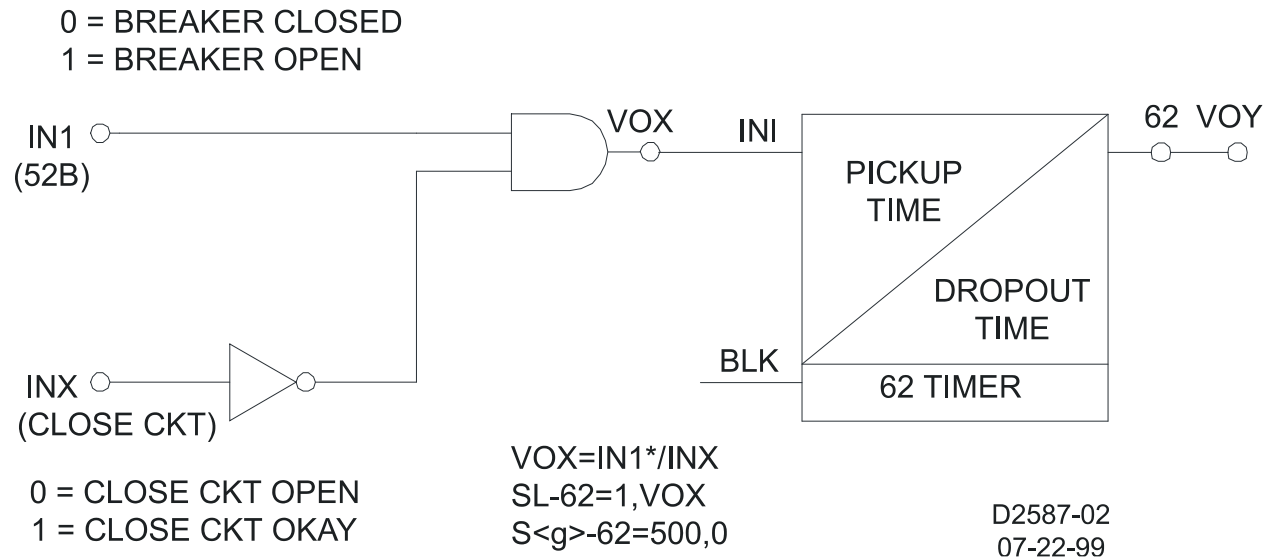 0 = BREAKER CLOSED
1 = BREAKER OPEN
IN1
(52B)
VOX
INI
PICKUP
TIME
62 VOY
DROPOUT
TIME
BLK
62 TIMER
INX
(CLOSE CKT)
0 = CLOSE CKT OPEN
1 = CLOSE CKT OKAY
VOX=IN1*/INX
SL-62=1,VOX
S<g>-62=500,0
D2587-02
07-22-99